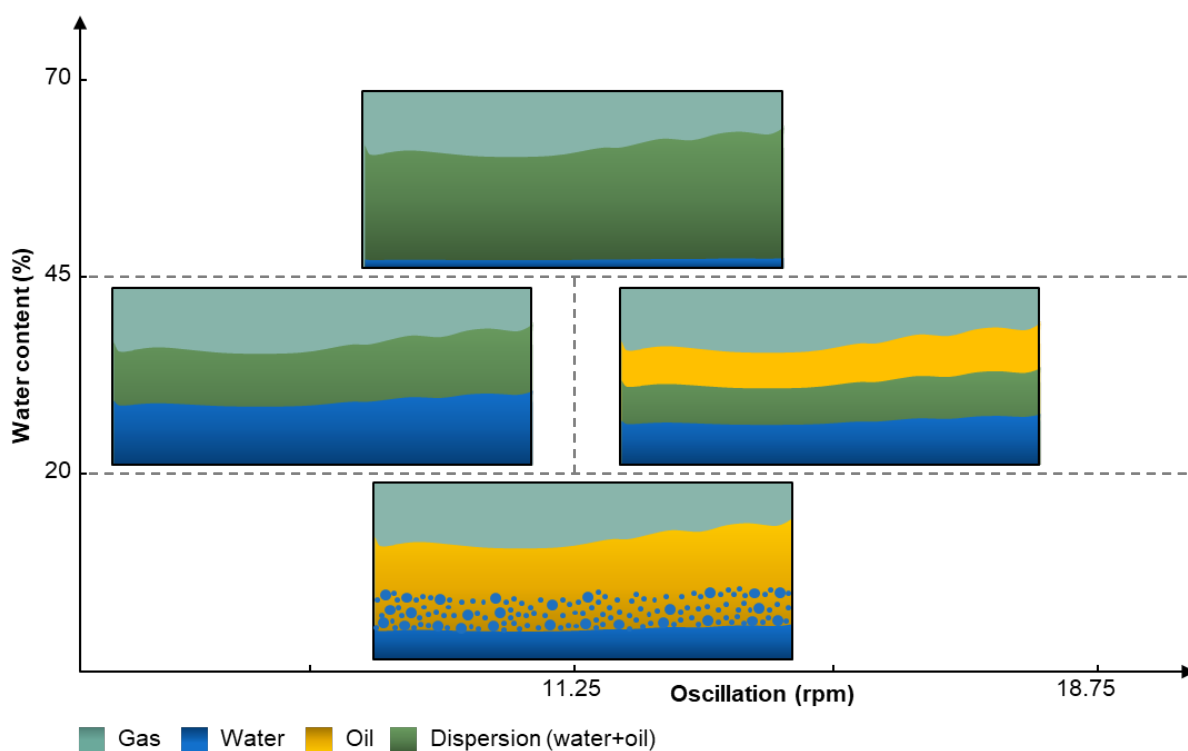 70
45
20
Water content (%)
11.25
18.75
Oscillation (rpm)
Gas
Water
Oil
Dispersion (water+oil)